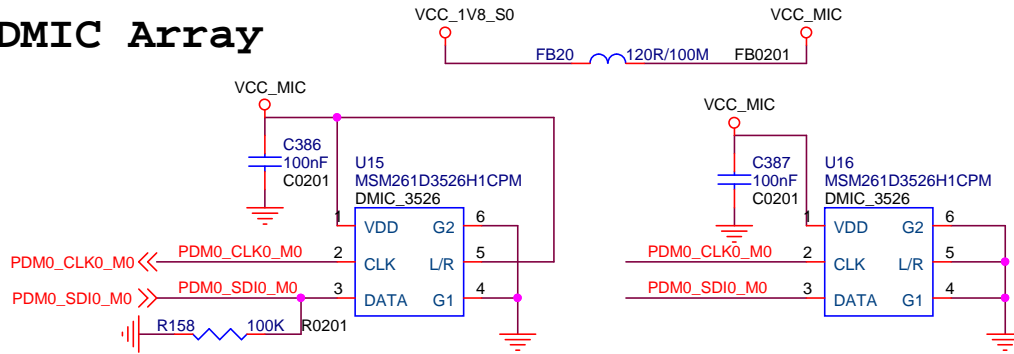 DMIC Array
VCC_1V8_S0
VCC_MIC
FB20
120R/100M
FB0201
VCC_MIC
C386
100nF
C0201
U15
MSM261D3526H1CPM
DMIC_3526
1
VDD
G2
6
PDM0_CLK0_M0
PDM0_CLK0_M0
2
CLK
L/R
5
PDM0_SDI0_M0
PDM0_SDI0_M0
3
DATA
G1
4
R158
100K
R0201
VCC_MIC
C387
100nF
C0201
U16
MSM261D3526H1CPM
DMIC_3526
1
VDD
G2
6
PDM0_CLK0_M0
2
CLK
L/R
5
PDM0_SDI0_M0
3
DATA
G1
4